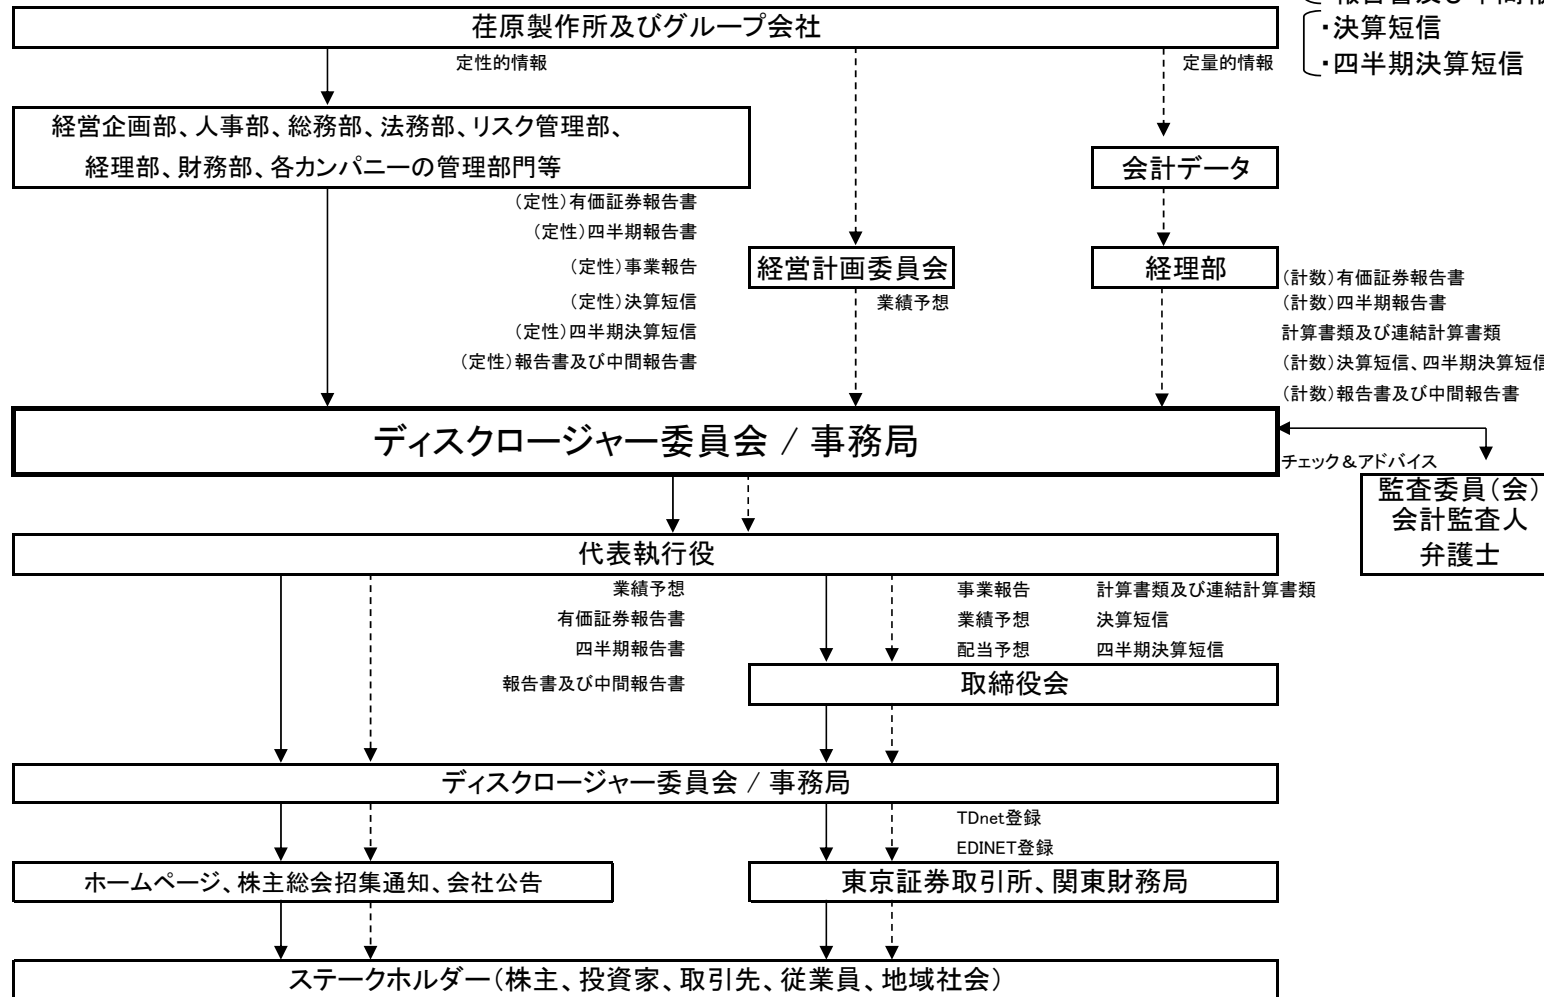 荏原製作所及びグループ会社
・決算短信
・四半期決算短信
定性的情報
定量的情報
経営企画部、人事部、総務部、法務部、リスク管理部、
経理部、財務部、各カンパニーの管理部門等
会計データ
(定性)有価証券報告書
(定性)四半期報告書
(定性)事業報告
(定性)決算短信
(定性)四半期決算短信
(定性)報告書及び中間報告書
経営計画委員会
業績予想
経理部
(計数)有価証券報告書
(計数)四半期報告書
計算書類及び連結計算書類
(計数)決算短信、四半期決算短信
(計数)報告書及び中間報告書
ディスクロージャー委員会 / 事務局
チェック&アドバイス
監査委員(会)
会計監査人
弁護士
代表執行役
業績予想
有価証券報告書
四半期報告書
報告書及び中間報告書
事業報告 計算書類及び連結計算書類
業績予想 決算短信
配当予想 四半期決算短信
取締役会
ディスクロージャー委員会 / 事務局
TDnet登録
EDINET登録
ホームページ、株主総会招集通知、会社公告
東京証券取引所、関東財務局
ステークホルダー(株主、投資家、取引先、従業員、地域社会)